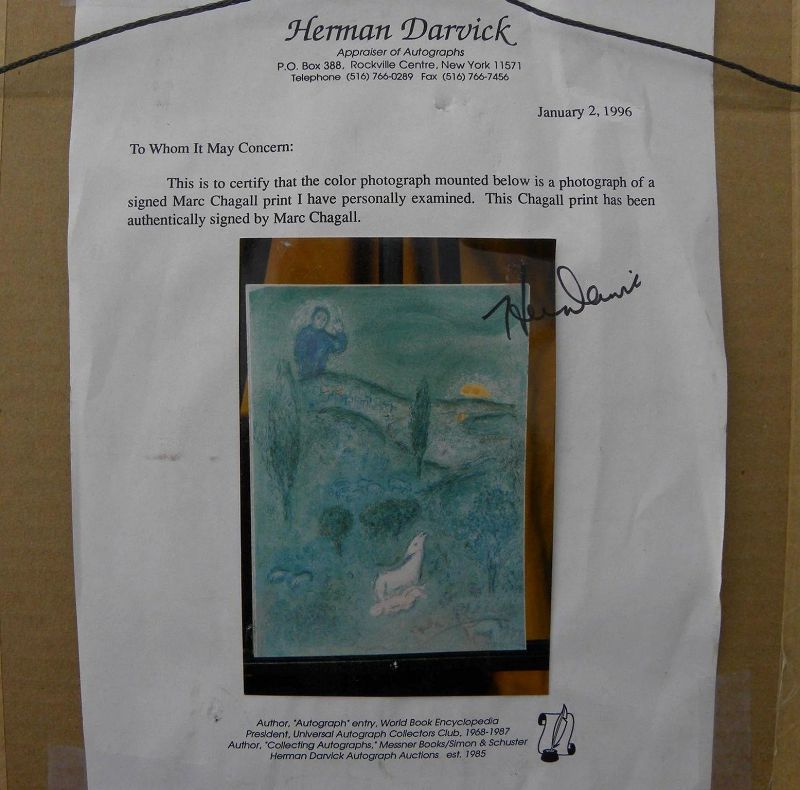 Herman Darvick
Appraiser of Autographs
P.O. Box 388, Rockville Centre, New York 11571
Telephone (516) 766-0289 Fax (516) 766-7456
January 2, 1996
To Whom It May Concern:
This is to certify that the color photograph mounted below is a photograph of a
signed Marc Chagall print I have personally examined. This Chagall print has been
authentically signed by Marc Chagall.
Author, "Autograph" entry, World Book Encyclopedia
President, Universal Autograph Collectors Club, 1968-1987
Author, "Collecting Autographs," Messner Books/Simon & Schuster
Herman Darvick Autograph Auctions est. 1985